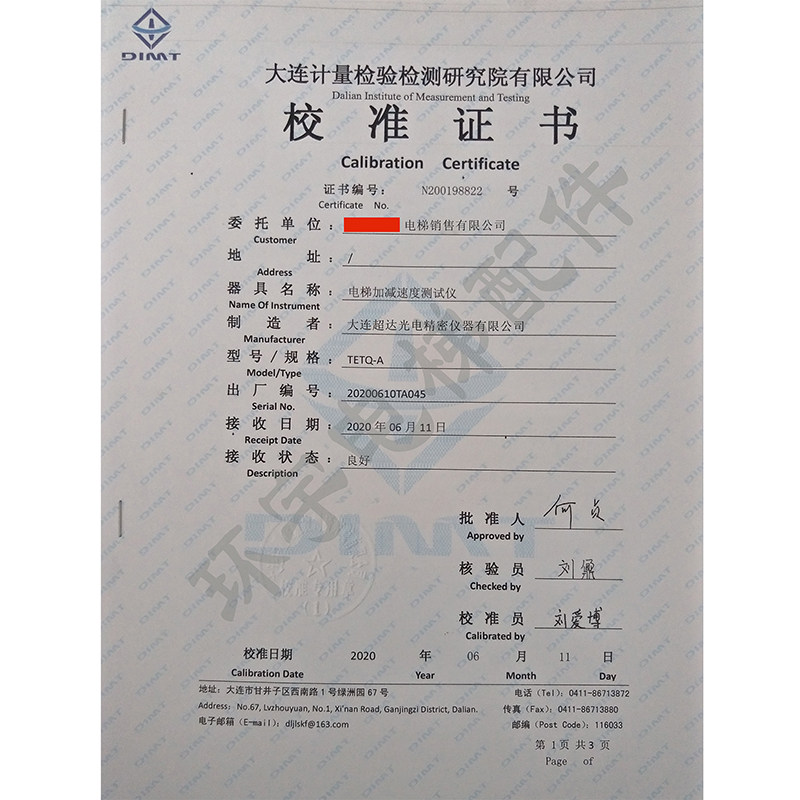 DIMT
大连计量检验检测研究院有限公司
Dalian Institute of Measurement and Testing
校准证书
Calibration Certificate
证书编号： N200198822 号
Certificate No.
委托单位： 电梯销售有限公司
Customer
地址： /
Address
器具名称： 电梯加减速度测试仪
Name Of Instrument
制造者： 大连超达光电精密仪器有限公司
Manufacturer
型号/规格： TETQ-A
Model/Type
出厂编号： 20200610TA045
Serial No.
接收日期： 2020年06月11日
Receipt Date
接收状态： 良好
Description
批准人 何贞
Approved by
核验员
Checked by
校准员 刘爱博
Calibrated by
校准日期 2020 年 06 月 11 日
Calibration Date Year Month Day
地址：大连市甘井子区西南路1号绿洲园67号 电话（Tel）：0411-86713872
Address：No.67, Lvzhouyuan, No.1, Xi'nan Road, Ganjingzi District, Dalian. 传真（Fax）：0411-86713880
电子邮箱（E-mail）：dljlskf@163.com 邮编（Post Code）：116033
第1页 共3页
Page of
环宇电梯配件
DIMT